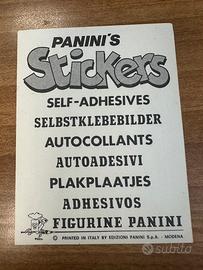 PANINI'S
Stickers
SELF-ADHESIVES
SELBSTKLEBEBILDER
AUTOCOLLANTS
AUTOADESIVI
PLAKPLAATJES
ADHESIVOS
FIGURINE PANINI
© PRINTED IN ITALY BY EDIZIONI PANINI S.p.A. - MODENA
subito